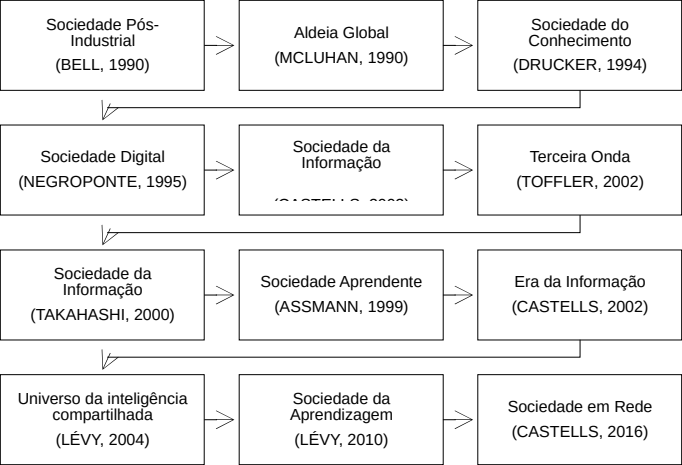 Sociedade Pós-
Industrial
(BELL, 1990)
Aldeia Global
(MCLUHAN, 1990)
Sociedade do
Conhecimento
(DRUCKER, 1994)
Sociedade Digital
(NEGROPONTE, 1995)
Sociedade da
Informação
Terceira Onda
(TOFFLER, 2002)
Sociedade da
Informação
(TAKAHASHI, 2000)
Sociedade Aprendente
(ASSMANN, 1999)
Era da Informação
(CASTELLS, 2002)
Universo da inteligência
compartilhada
(LÉVY, 2004)
Sociedade da
Aprendizagem
(LÉVY, 2010)
Sociedade em Rede
(CASTELLS, 2016)